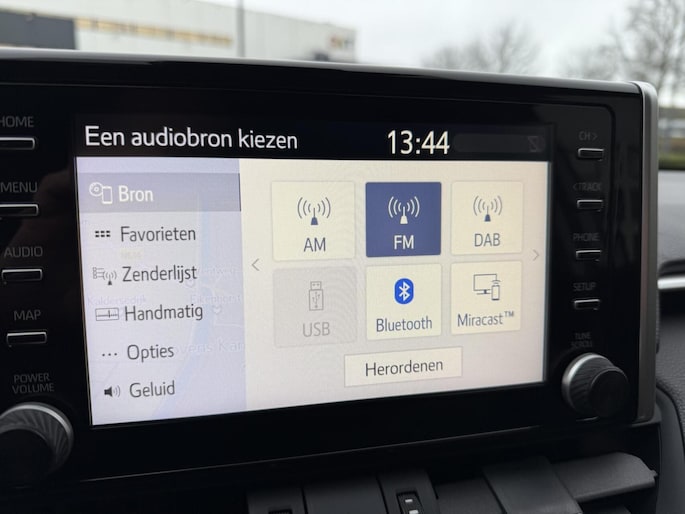 Een audiobron kiezen
13:44
HOME
MENU
AUDIO
MAP
POWER
VOLUME
Bron
Favorieten
Zenderlijst
Handmatig
Opties
Geluid
AM
FM
DAB
USB
Bluetooth
Miracast™
Herordenen
CH >
< TRACK
PHONE
SETUP
TUNE
SCROLL